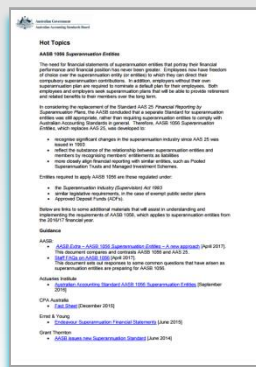 Australian Government
Australian Accounting Standards Board
Hot Topics
AASB 1056 Superannuation Entities
The need for financial statements of superannuation entities that portray their financial
performance and financial position has never been greater. Employees now have freedom
of choice over the superannuation entity (or entities) to which they can direct their
compulsory superannuation contributions. In addition, employers without their own
superannuation plan are required to nominate a default plan for their employees. Both
employees and employers seek superannuation plans that will be able to provide retirement
and related benefits to their members over the long term.
In considering the replacement of the Standard AAS 25 Financial Reporting by
Superannuation Plans, the AASB concluded that a separate Standard for superannuation
entities was still appropriate, rather than requiring superannuation entities to comply with
Australian Accounting Standards in general. Therefore, AASB 1056 Superannuation
Entities, which replaces AAS 25, was developed to:
• recognise significant changes in the superannuation industry since AAS 25 was
issued in 1993
• reflect the substance of the relationship between superannuation entities and
members by recognising members' entitlements as liabilities
• more closely align financial reporting with similar entities, such as Pooled
Superannuation Trusts and Managed Investment Schemes.
Entities required to apply AASB 1056 are those regulated under:
• the Superannuation Industry (Supervision) Act 1993
• similar legislative requirements, in the case of exempt public sector plans
• Approved Deposit Funds (ADFs).
Below are links to some additional materials that will assist in understanding and
implementing the requirements of AASB 1056, which applies to superannuation entities from
the 2016/17 financial year.
Guidance
AASB:
• AASB Extra – AASB 1056 Superannuation Entities – A new approach [April 2017].
This document compares and contrasts AASB 1056 and AAS 25.
• Staff FAQs on AASB 1056 [April 2017].
This document sets out responses to some common questions that have arisen as
superannuation entities are preparing for AASB 1056.
Actuaries Institute
• Australian Accounting Standard AASB 1056 Superannuation Entities [September
2016]
CPA Australia
• Fact Sheet [December 2015]
Ernst & Young
• Endeavour Superannuation Financial Statements [June 2015]
Grant Thornton
• AASB issues new Superannuation Standard [June 2014]